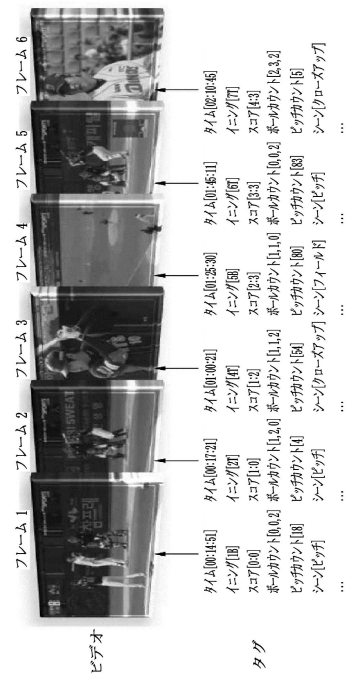 フレーム 1
フレーム 2
フレーム 3
フレーム 4
フレーム 5
フレーム 6
ビデオ
SWEAT
タグ
タイム[00:14:51]
イニング[1B]
スコア[0:0]
ボールカウント[0,0,2]
ピッチカウント[18]
シーン[ピッチ]
...
タイム[00:17:21]
イニング[2T]
スコア[1:0]
ボールカウント[1,2,0]
ピッチカウント[4]
シーン[ピッチ]
タイム[01:00:21]
イニング[4T]
スコア[1:2]
ボールカウント[1,1,2]
ピッチカウント[54]
シーン[クローズアップ]
タイム[01:25:30]
イニング[5B]
スコア[2:3]
ボールカウント[1,1,0]
ピッチカウント[80]
シーン[フィールド]
タイム[01:45:11]
イニング[6T]
スコア[3:3]
ボールカウント[0,0,2]
ピッチカウント[83]
シーン[ピッチ]
タイム[02:10:45]
イニング[7T]
スコア[4:3]
ボールカウント[2,3,2]
ピッチカウント[5]
シーン[クローズアップ]
...